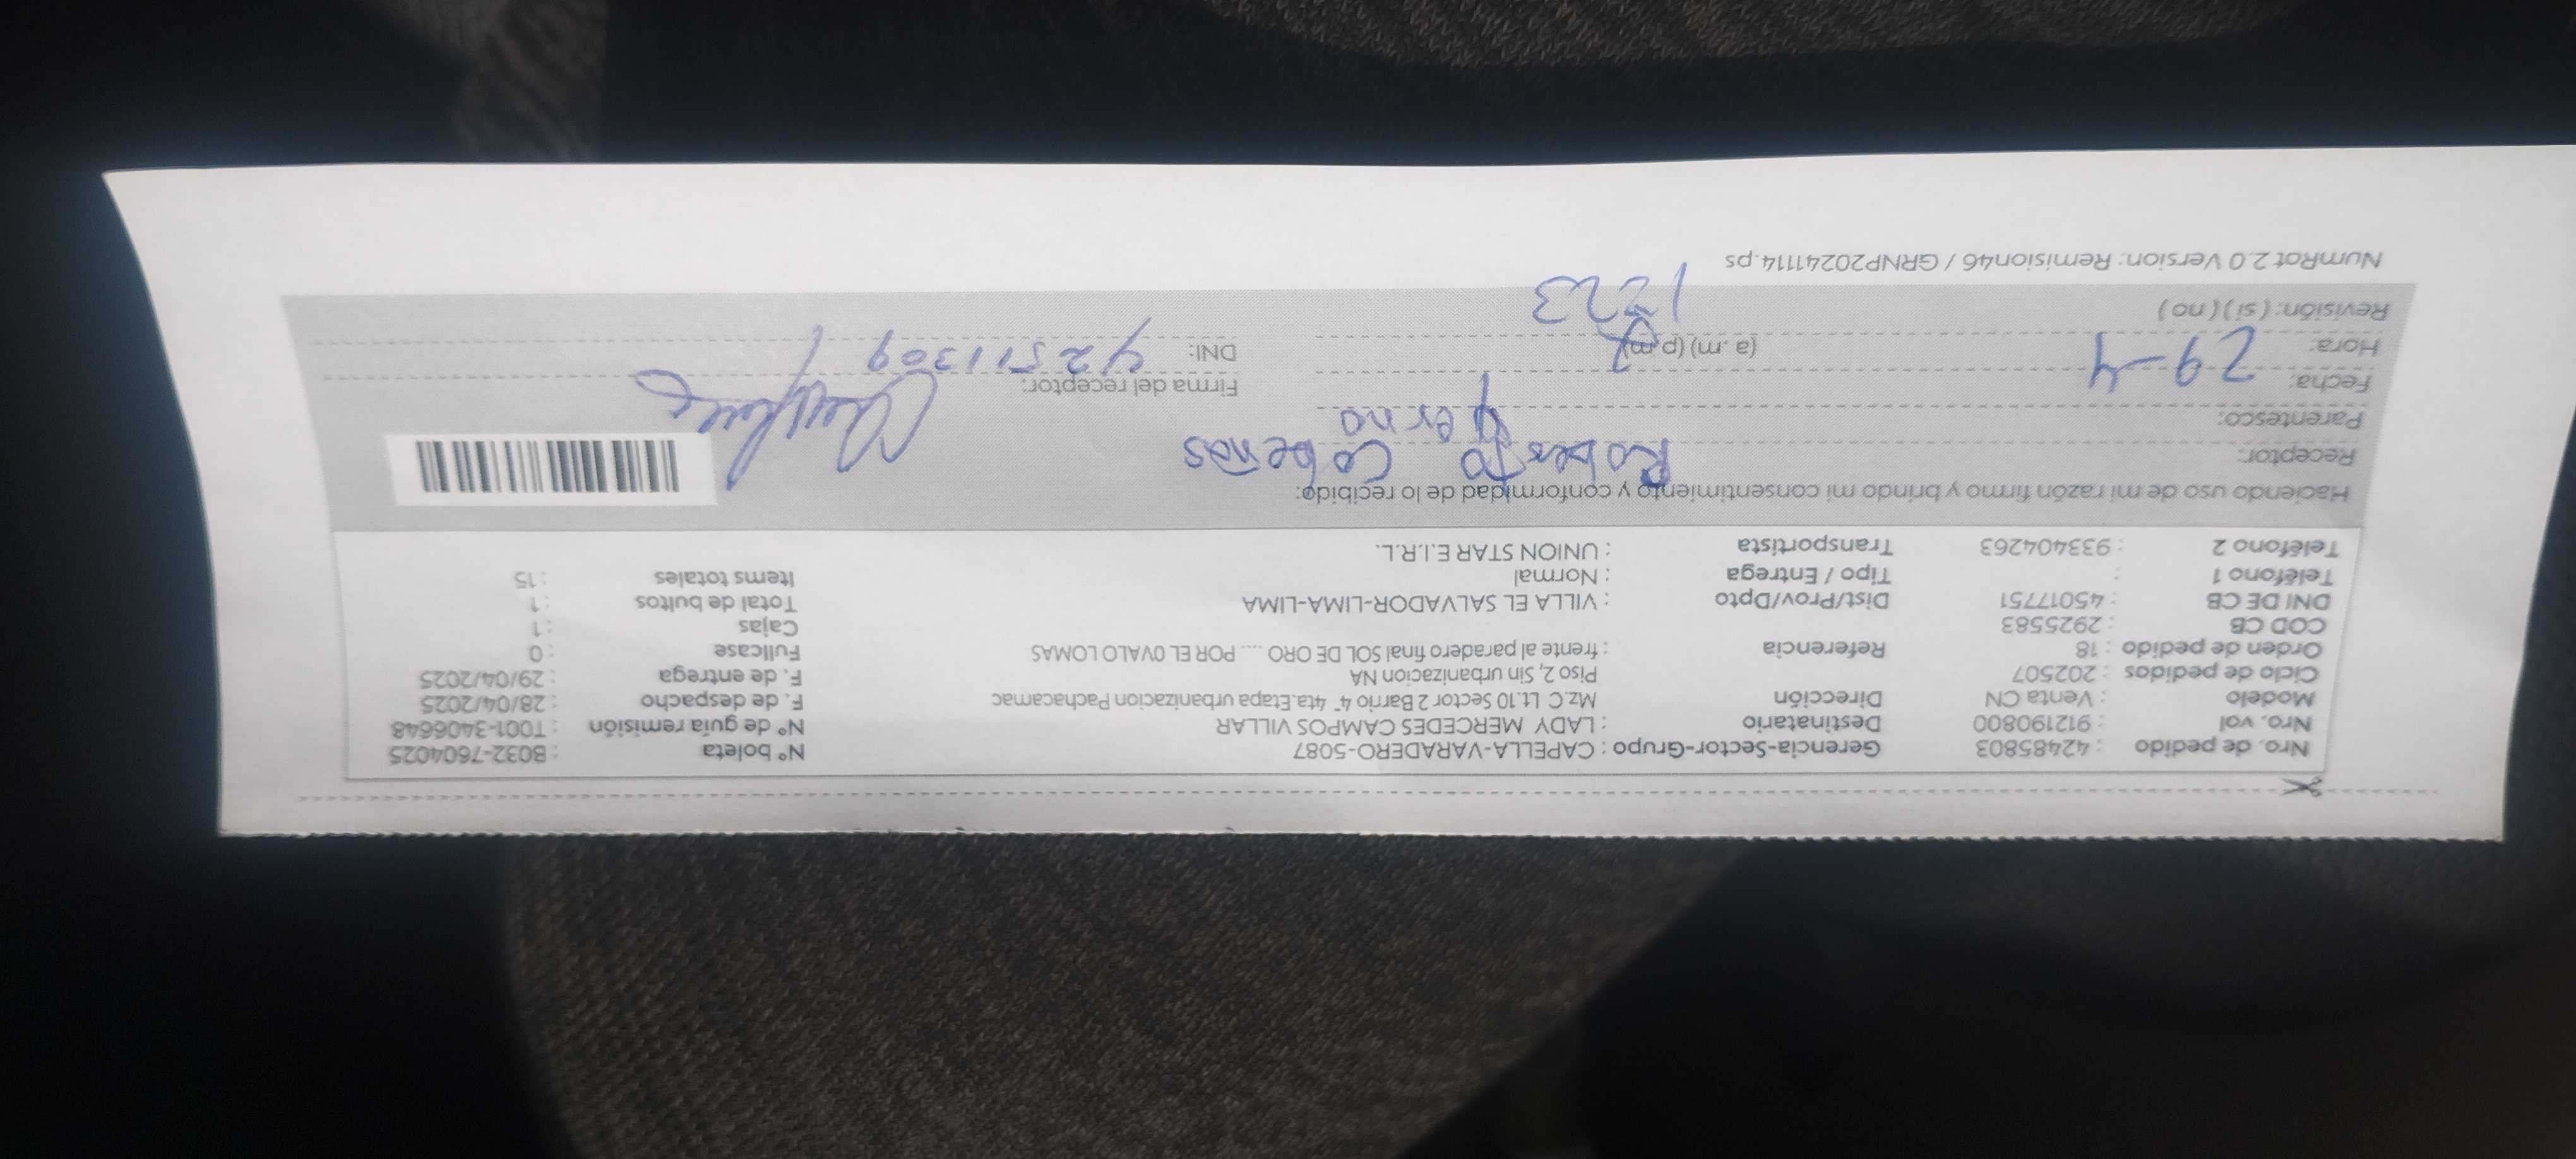 Nro. de pedido : 42485803 Gerencia-Sector-Grupo : CAPELLA-VARADERO-5087 N° boleta : B032-7604025
Nro. vol : 912190800 Destinatario : LADY MERCEDES CAMPOS VILLAR N° de guía remisión : T001-3406648
Modelo : Venta CN Dirección Mz.C Lt.10 Sector 2 Barrio 4 4ta.Etapa urbanizacion Pachacamac F. de despacho : 28/04/2025
Ciclo de pedidos : 202507 Piso 2, Sin urbanizacion NA F. de entrega : 29/04/2025
Orden de pedido : 18 Referencia : frente al paradero final SOL DE ORO .... POR EL 0VALO LOMAS Fullcase : 0
COD CB : 2925583 Cajas : 1
DNI DE CB : 45017751 Dist/Prov/Dpto : VILLA EL SALVADOR-LIMA-LIMA Total de bultos : 1
Teléfono 1 : Tipo / Entrega : Normal Items totales : 15
Teléfono 2 : 933404263 Transportista : UNION STAR E.I.R.L.
Haciendo uso de mi razón firmo y brindo mi consentimiento y conformidad de lo recibido:
Receptor: Roberto Cobeñas
Parentesco: Yerno
Fecha: 29-4 Firma del receptor:
Hora: (a .m) (p.m) DNI: 42511309
Revisión: ( si ) ( no ) 1:23
NumRot 2.0 Version: Remision46 / GRNP20241114.ps